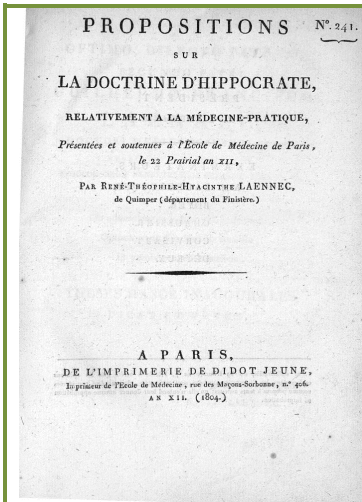 PROPOSITIONS
N°. 241.
SUR
LA DOCTRINE D'HIPPOCRATE,
RELATIVEMENT A LA MÉDECINE-PRATIQUE,
Présentées et soutenues à l'Ecole de Médecine de Paris,
le 22 Prairial an XII,
PAR RENÉ-THÉOPHILE-HYACINTHE LAENNEC,
de Quimper (département du Finistère.)
A PARIS,
DE L'IMPRIMERIE DE DIDOT JEUNE,
Imprimeur de l'Ecole de Médecine, rue des Maçons-Sorbonne, n.° 406.
AN XII. (1804.)